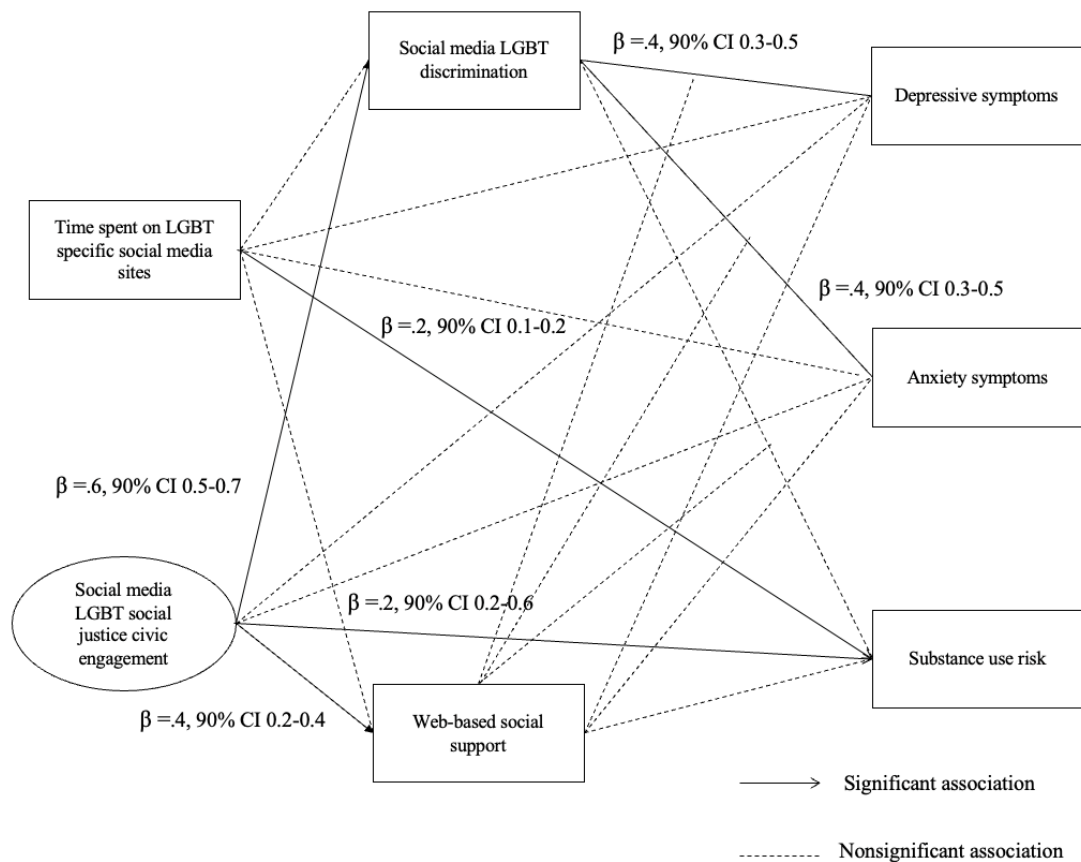 Social media LGBT
discrimination
β =.4, 90% CI 0.3-0.5
Depressive symptoms
Time spent on LGBT
specific social media
sites
β =.4, 90% CI 0.3-0.5
β =.2, 90% CI 0.1-0.2
Anxiety symptoms
β =.6, 90% CI 0.5-0.7
Social media
LGBT social
justice civic
engagement
β =.2, 90% CI 0.2-0.6
Substance use risk
β =.4, 90% CI 0.2-0.4
Web-based social
support
Significant association
Nonsignificant association